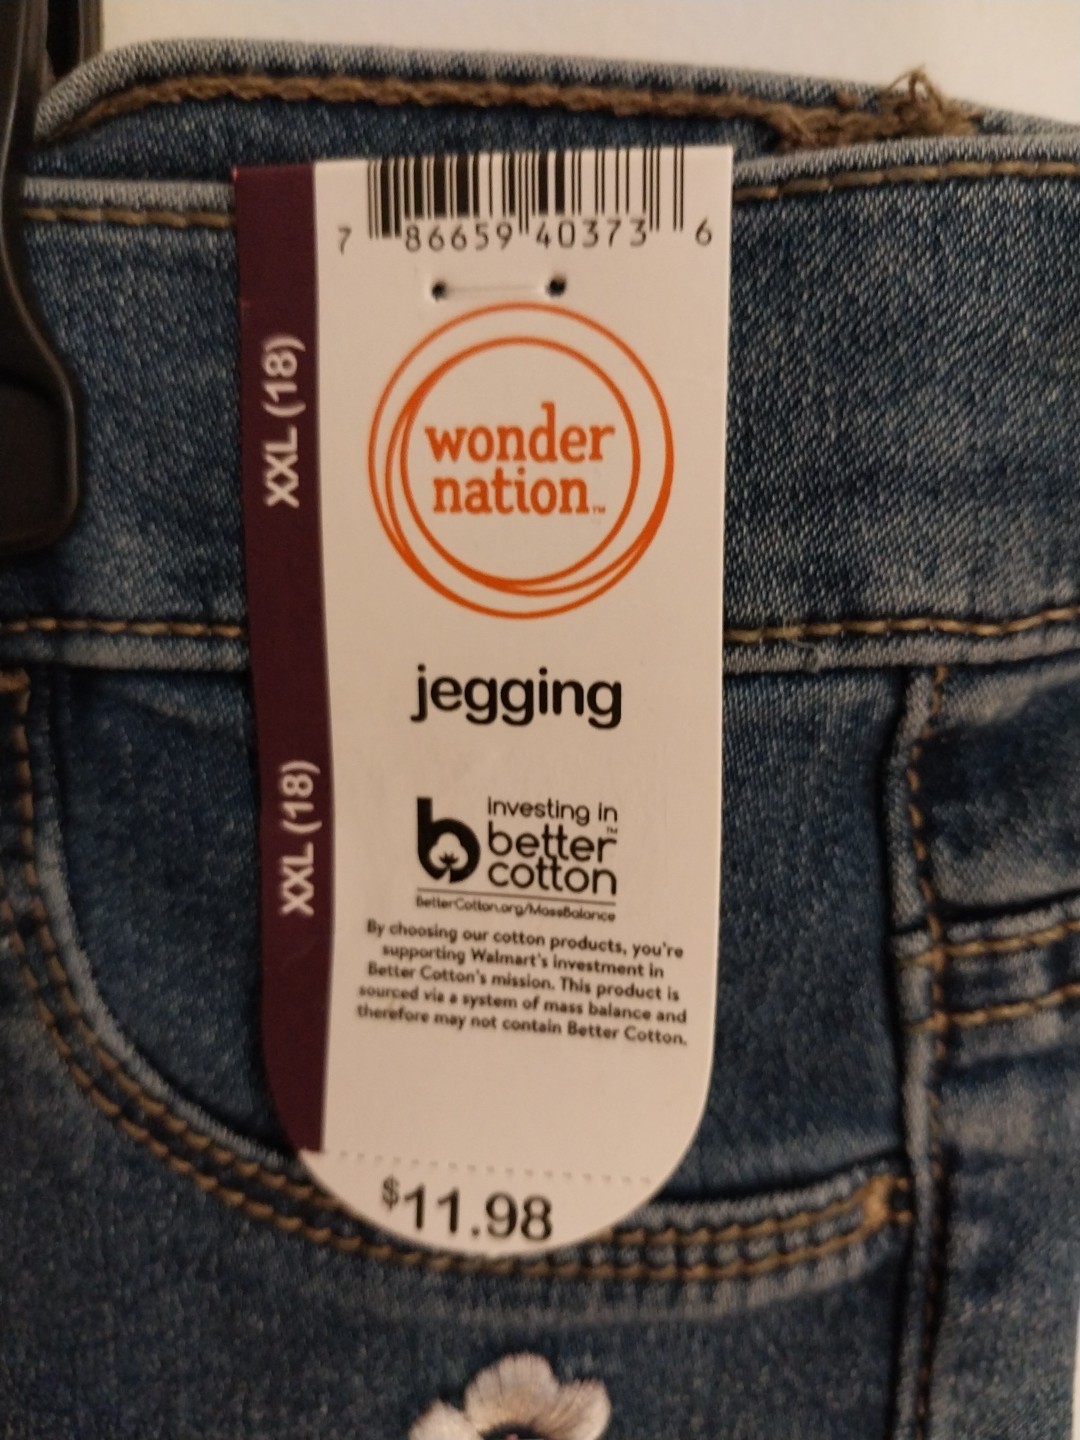 7 86659 40373 6
XXL (18)
wonder
nation™
jegging
XXL (18)
investing in
better™
cotton
BetterCotton.org/MassBalance
By choosing our cotton products, you're
supporting Walmart's investment in
Better Cotton's mission. This product is
sourced via a system of mass balance and
therefore may not contain Better Cotton.
$11.98